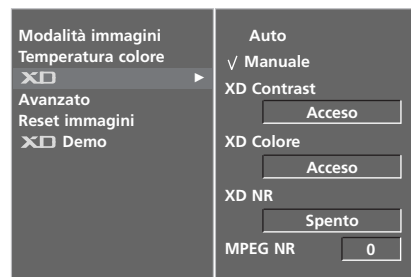 Modalità immagini
Temperatura colore
XD
Avanzato
Reset immagini
XD Demo
Auto
√ Manuale
XD Contrast
Acceso
XD Colore
Acceso
XD NR
Spento
MPEG NR 0